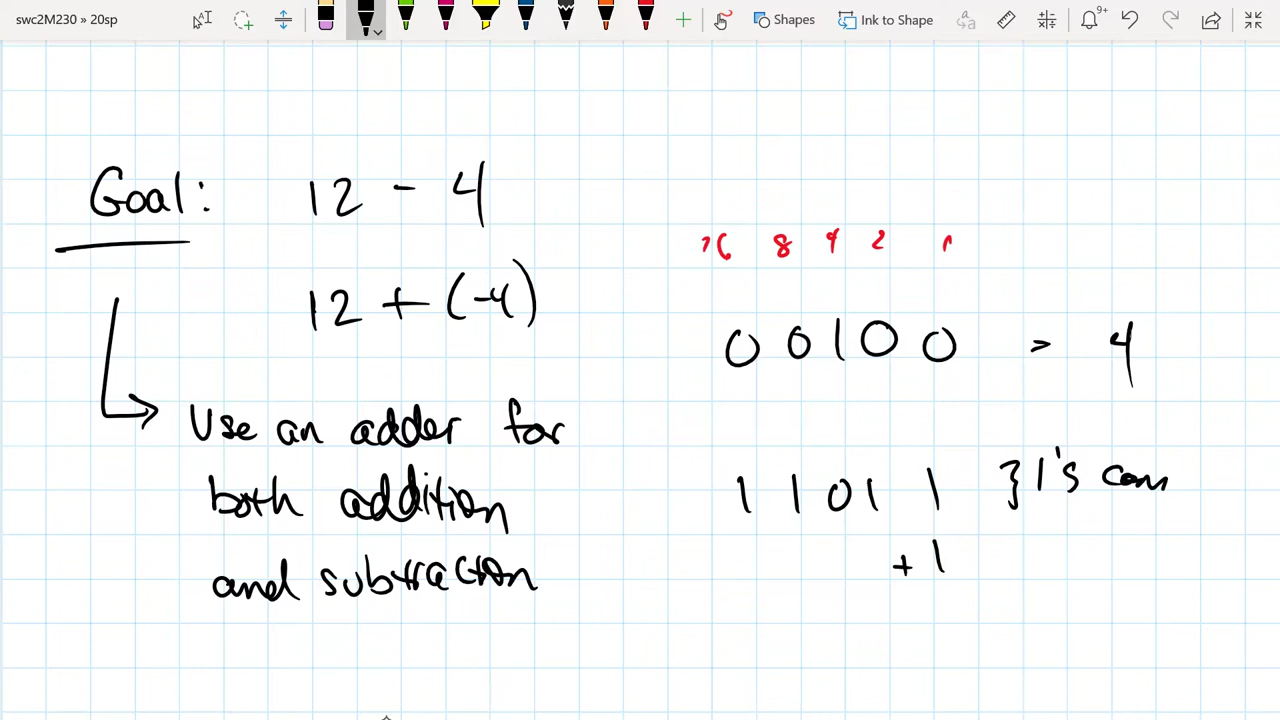 swc2M230 » 20sp
Shapes
Ink to Shape
9+
Goal: 12 - 4
12 + (-4)
Use an adder for
both addition
and subtraction
16 8 4 2 1
0 0 1 0 0 = 4
1 1 0 1 1 } 1's com
+ 1